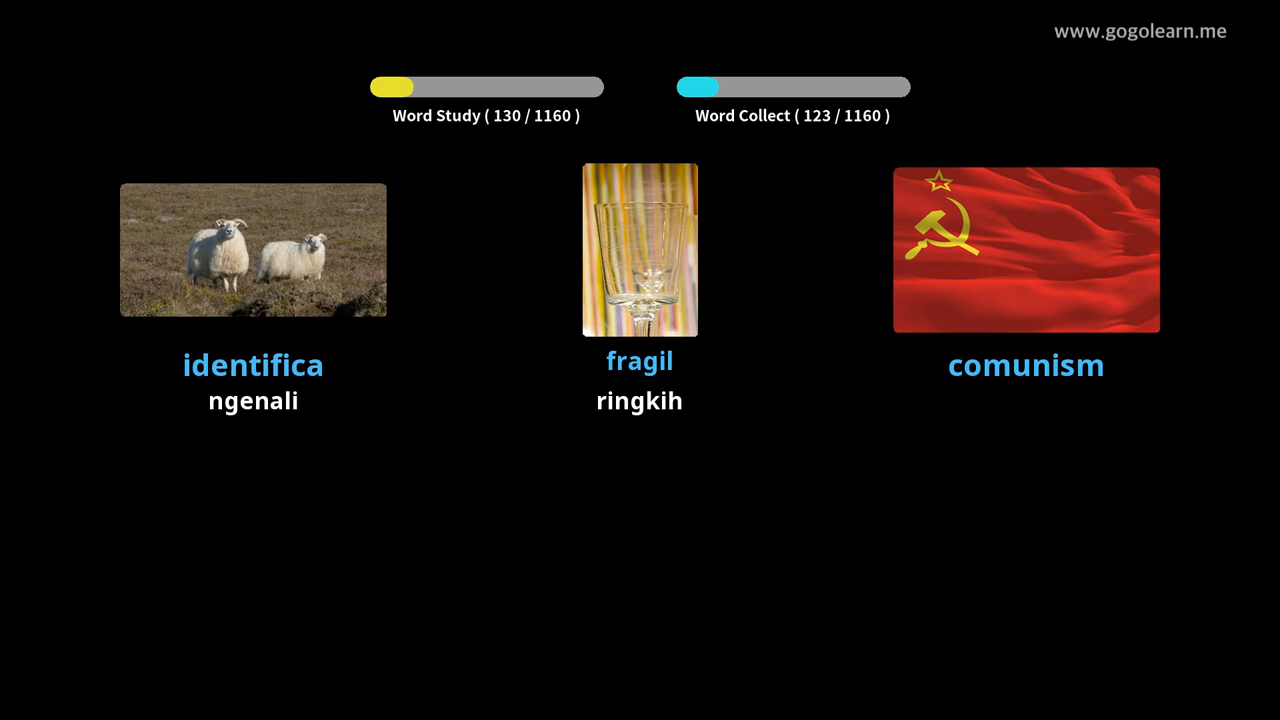 www.gogolearn.me
Word Study ( 130 / 1160 )
Word Collect ( 123 / 1160 )
identifica
ngenali
fragil
ringkih
comunism